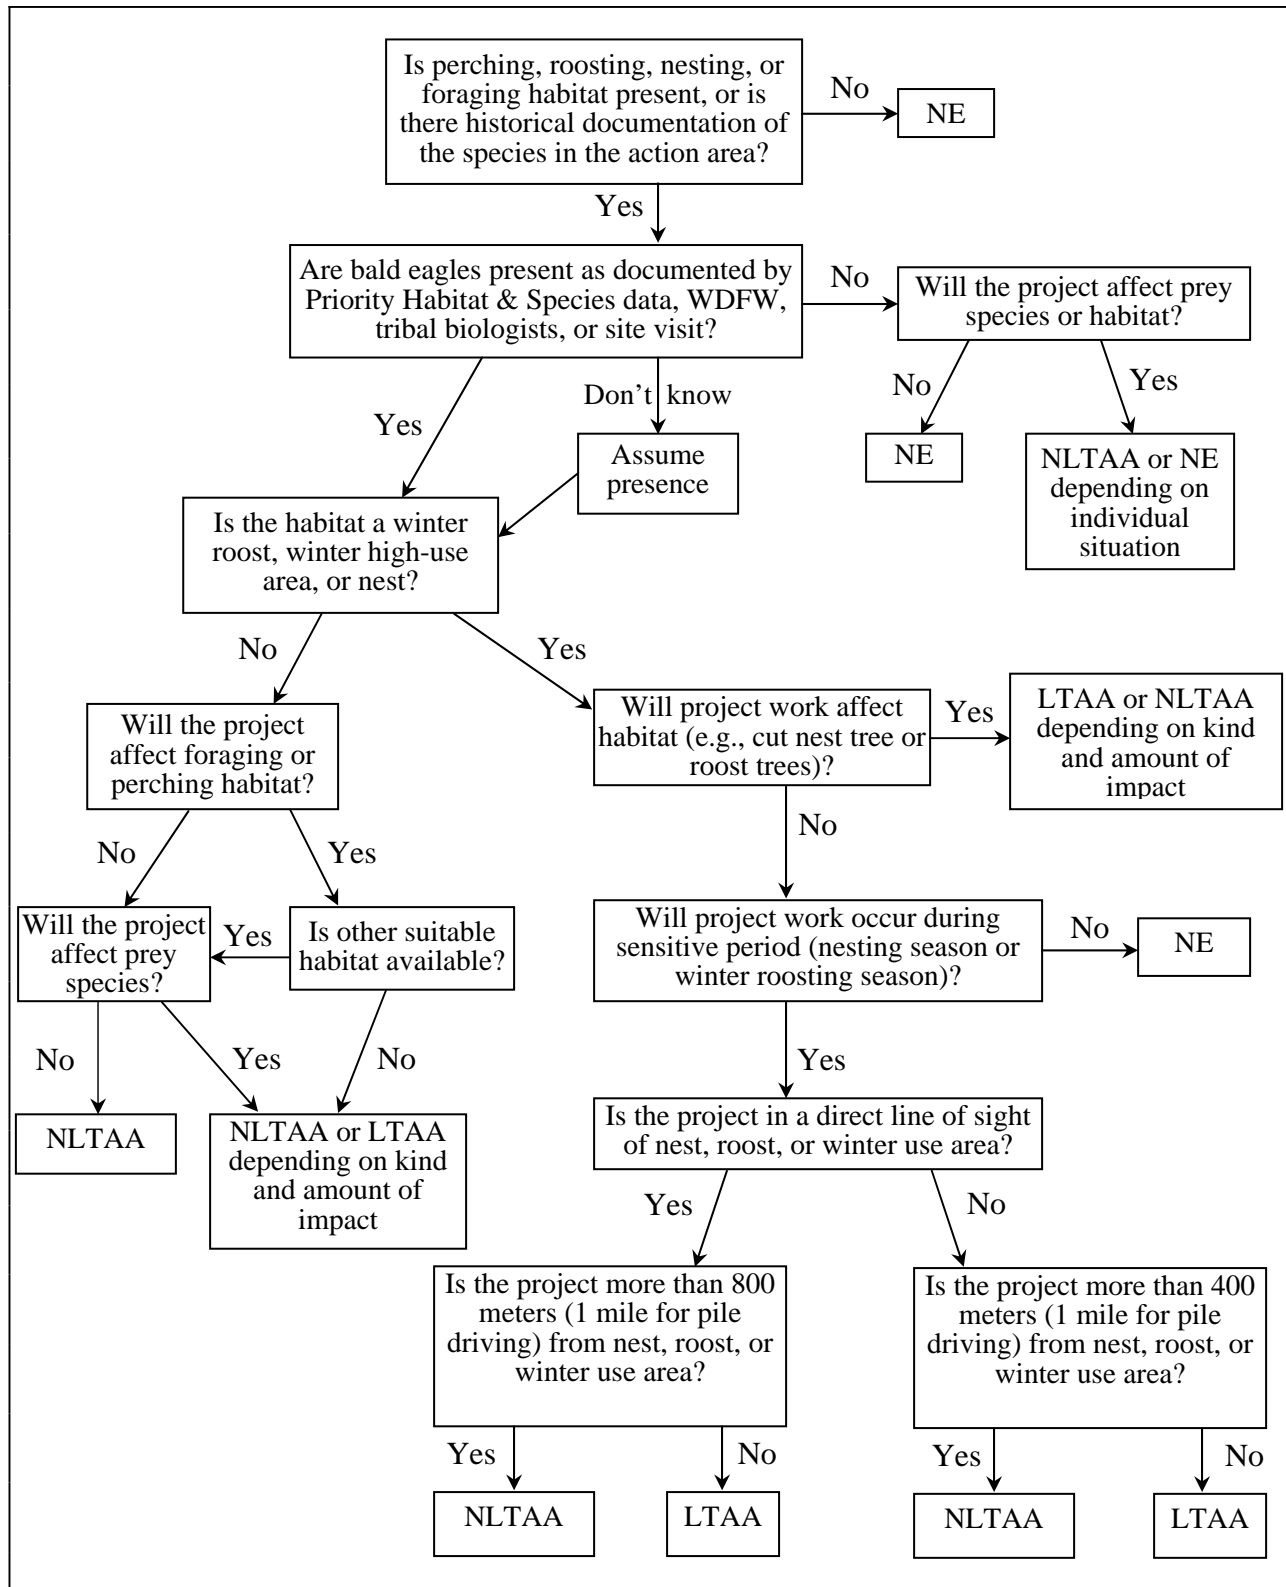 Is perching, roosting, nesting, or
foraging habitat present, or is
there historical documentation of
the species in the action area?
No
NE
Yes
Are bald eagles present as documented by
Priority Habitat & Species data, WDFW,
tribal biologists, or site visit?
No
Will the project affect prey
species or habitat?
No
Yes
NE
NLTAA or NE
depending on
individual
situation
Yes
Don't know
Assume
presence
Is the habitat a winter
roost, winter high-use
area, or nest?
No
Yes
Will the project
affect foraging or
perching habitat?
Will project work affect
habitat (e.g., cut nest tree or
roost trees)?
Yes
LTAA or NLTAA
depending on kind
and amount of
impact
No
Yes
No
Will the project
affect prey
species?
Yes
Is other suitable
habitat available?
Will project work occur during
sensitive period (nesting season or
winter roosting season)?
No
NE
No
Yes
No
Yes
NLTAA
NLTAA or LTAA
depending on kind
and amount of
impact
Is the project in a direct line of sight
of nest, roost, or winter use area?
Yes
No
Is the project more than 800
meters (1 mile for pile
driving) from nest, roost, or
winter use area?
Is the project more than 400
meters (1 mile for pile
driving) from nest, roost, or
winter use area?
Yes
No
Yes
No
NLTAA
LTAA
NLTAA
LTAA